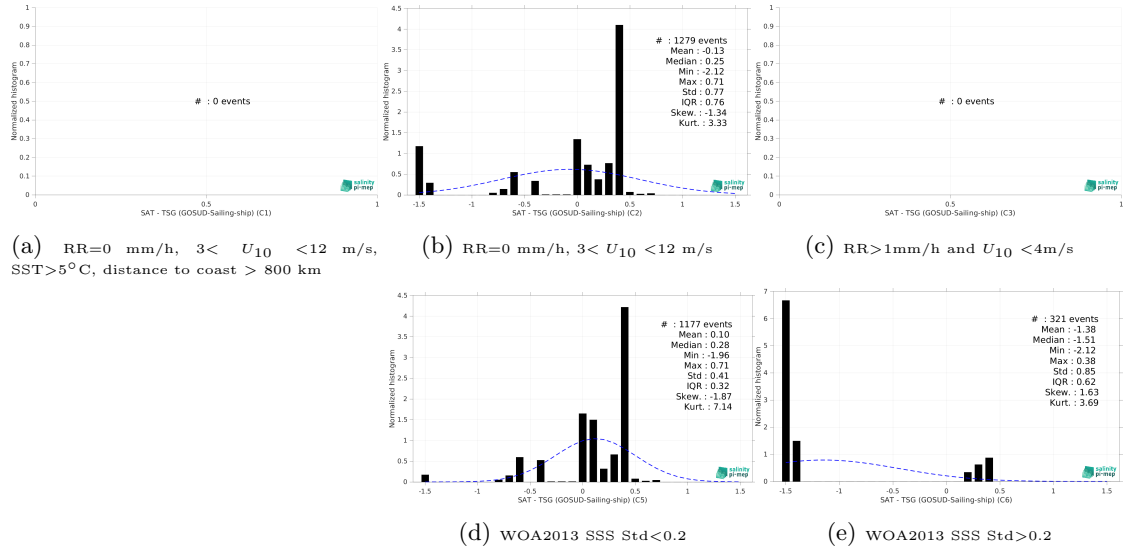 1
0.9
0.8
0.7
0.6
0.5
0.4
0.3
0.2
0.1
0
Normalized histogram
# : 0 events
salinity
pi-mep
0 0.5 1
SAT - TSG (GOSUD-Sailing-ship) (C1)
(a) RR=0 mm/h, 3< U10 <12 m/s,
SST>5°C, distance to coast > 800 km
4.5
4
3.5
3
2.5
2
1.5
1
0.5
0
Normalized histogram
# : 1279 events
Mean : -0.13
Median : 0.25
Min : -2.12
Max : 0.71
Std : 0.77
IQR : 0.76
Skew. : -1.34
Kurt. : 3.33
salinity
pi-mep
-1.5 -1 -0.5 0 0.5 1 1.5
SAT - TSG (GOSUD-Sailing-ship) (C2)
(b) RR=0 mm/h, 3< U10 <12 m/s
1
0.9
0.8
0.7
0.6
0.5
0.4
0.3
0.2
0.1
0
Normalized histogram
# : 0 events
salinity
pi-mep
0 0.5 1
SAT - TSG (GOSUD-Sailing-ship) (C3)
(c) RR>1mm/h and U10 <4m/s
4.5
4
3.5
3
2.5
2
1.5
1
0.5
0
Normalized histogram
# : 1177 events
Mean : 0.10
Median : 0.28
Min : -1.96
Max : 0.71
Std : 0.41
IQR : 0.32
Skew. : -1.87
Kurt. : 7.14
salinity
pi-mep
-1.5 -1 -0.5 0 0.5 1 1.5
SAT - TSG (GOSUD-Sailing-ship) (C5)
(d) WOA2013 SSS Std<0.2
7
6
5
4
3
2
1
0
Normalized histogram
# : 321 events
Mean : -1.38
Median : -1.51
Min : -2.12
Max : 0.38
Std : 0.85
IQR : 0.62
Skew. : 1.63
Kurt. : 3.69
salinity
pi-mep
-1.5 -1 -0.5 0 0.5 1 1.5
SAT - TSG (GOSUD-Sailing-ship) (C6)
(e) WOA2013 SSS Std>0.2